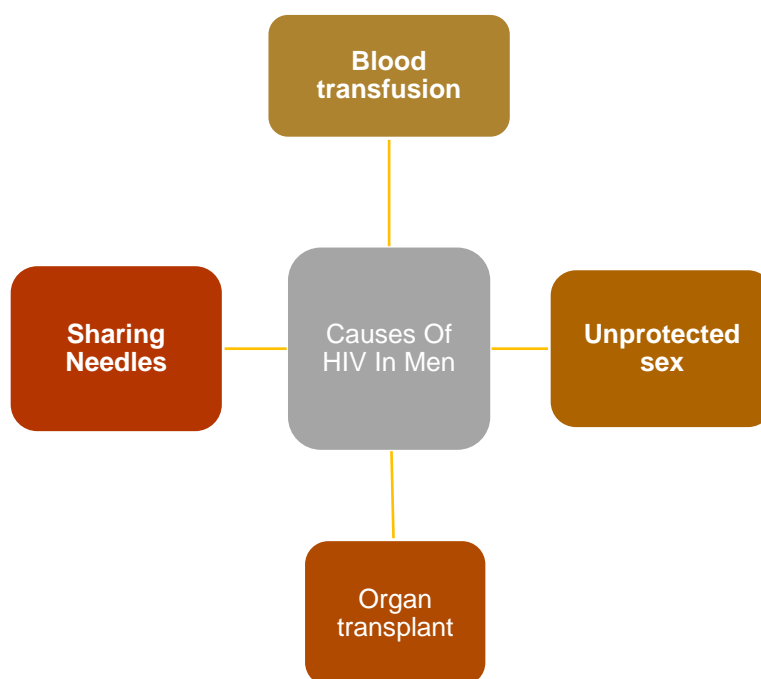 Blood
transfusion
Sharing
Needles
Causes Of
HIV In Men
Unprotected
sex
Organ
transplant